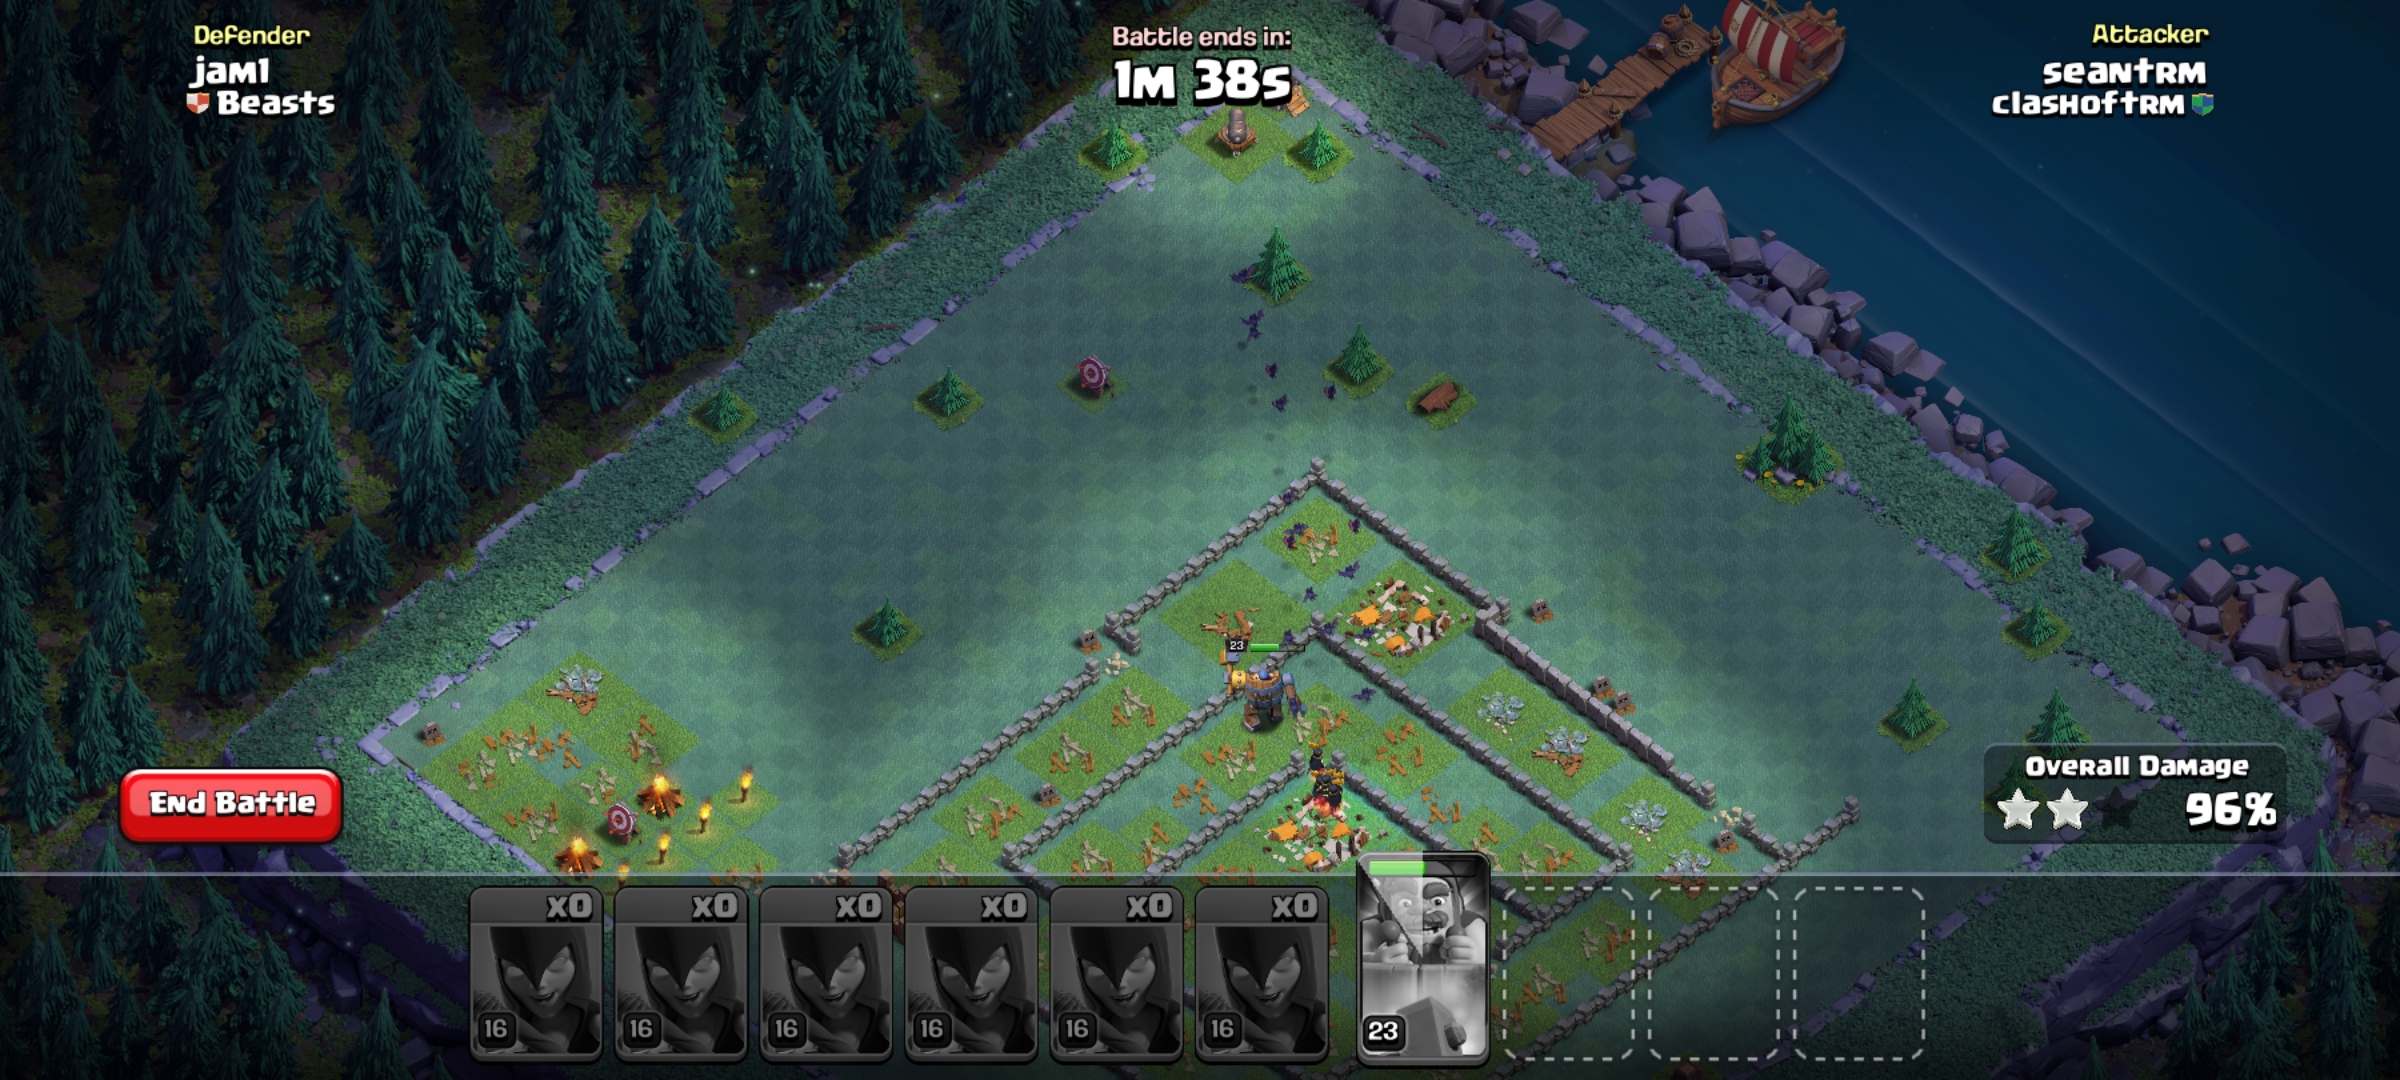 Defender
jam1
Beasts
Battle ends in:
1M 38s
Attacker
seantRM
clashoftRM
23
End Battle
Overall Damage
96%
x0
x0
x0
x0
x0
x0
16
16
16
16
16
16
23